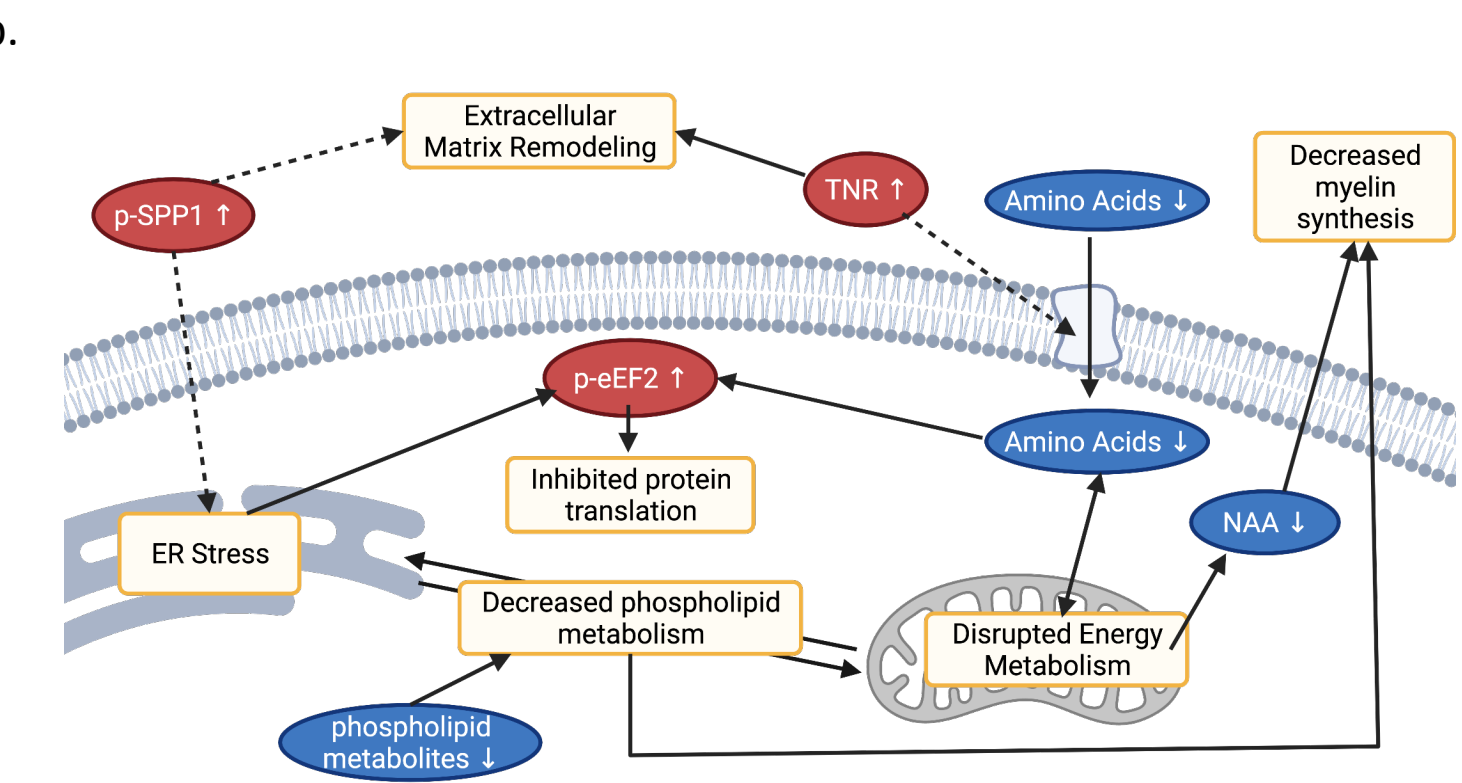 Extracellular
Matrix Remodeling
p-SPP1 ↑
TNR ↑
Amino Acids ↓
Decreased
myelin
synthesis
p-eEF2 ↑
Inhibited protein
translation
Amino Acids ↓
NAA ↓
ER Stress
Decreased phospholipid
metabolism
Disrupted Energy
Metabolism
phospholipid
metabolites ↓